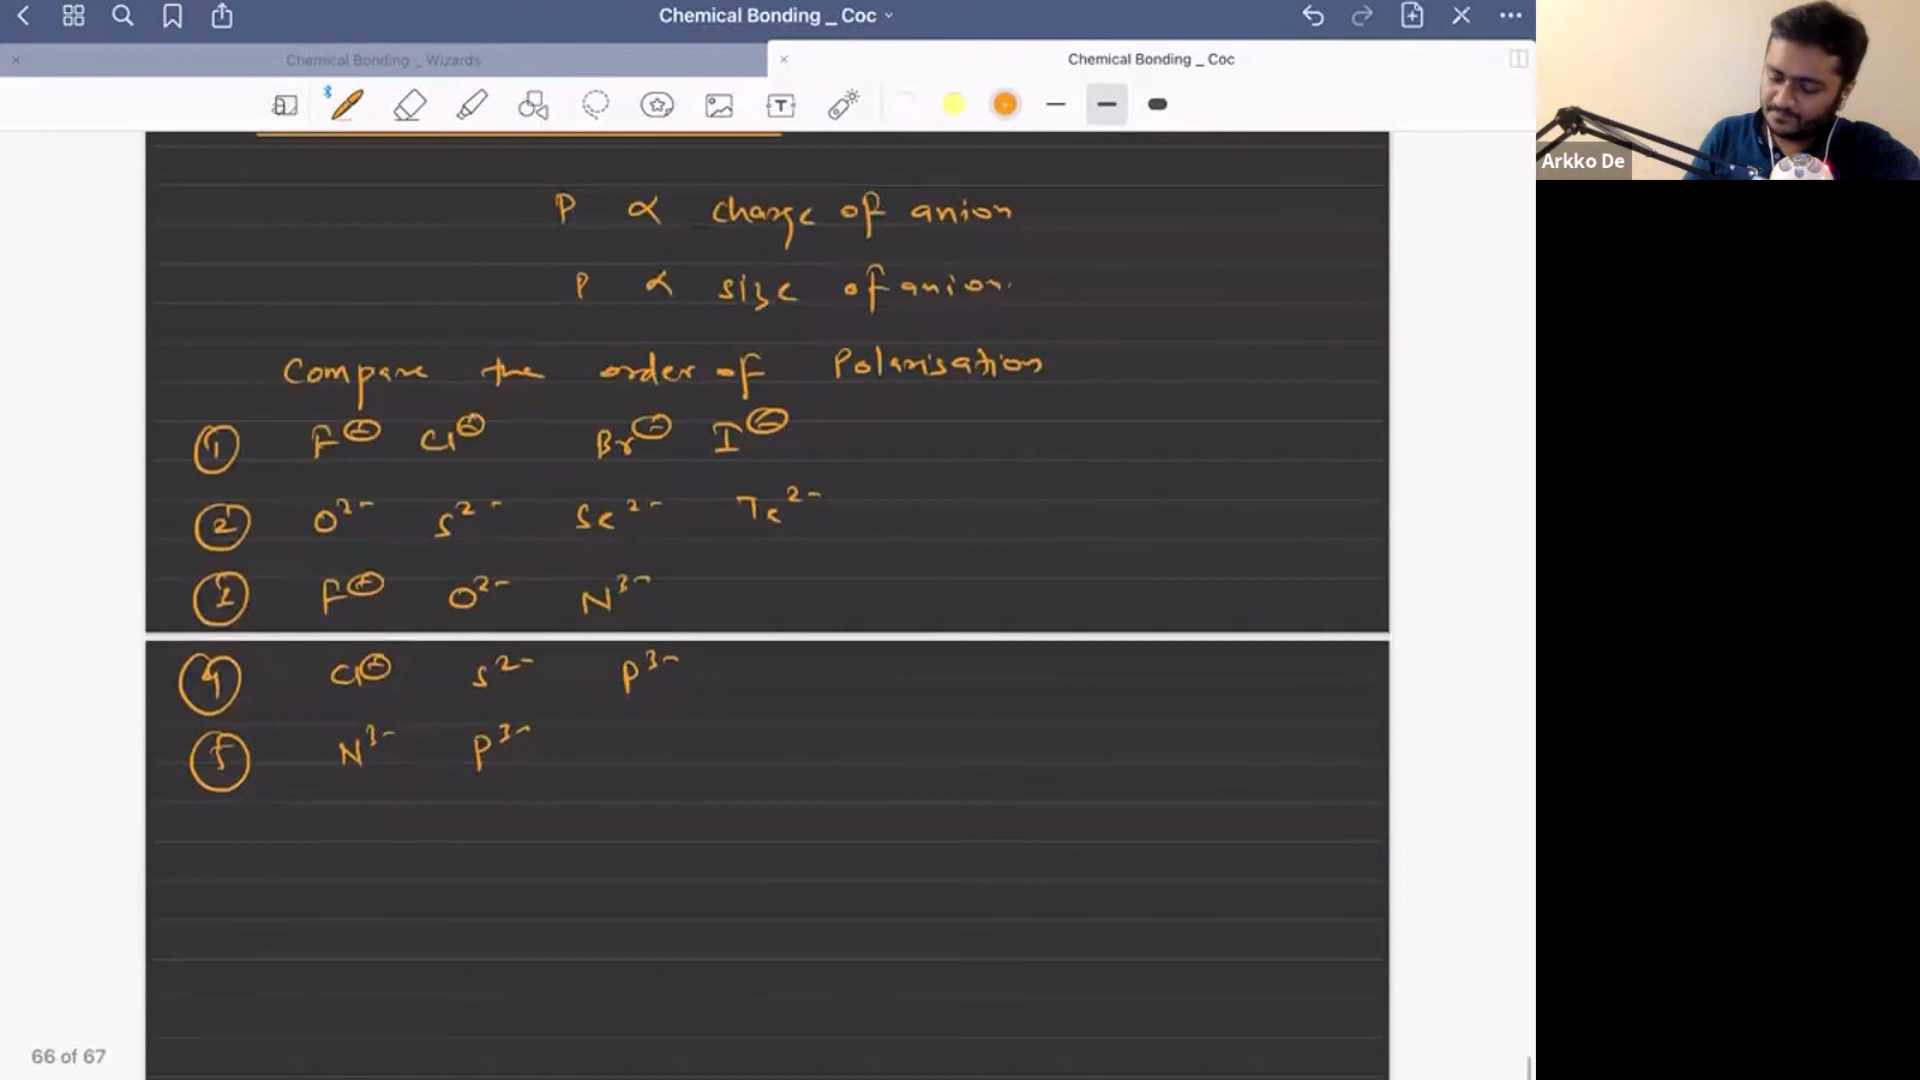 Chemical Bonding _ Coc
Chemical Bonding _ Wizards
Chemical Bonding _ Coc
Arkko De
P ∝ charge of anion
P ∝ size of anion.
Compare the order of Polarisation
① F⊖ Cl⊖ Br⊖ I⊖
② O²⁻ S²⁻ Se²⁻ Te²⁻
③ F⊖ O²⁻ N³⁻
④ Cl⊖ S²⁻ P³⁻
⑤ N³⁻ P³⁻
66 of 67